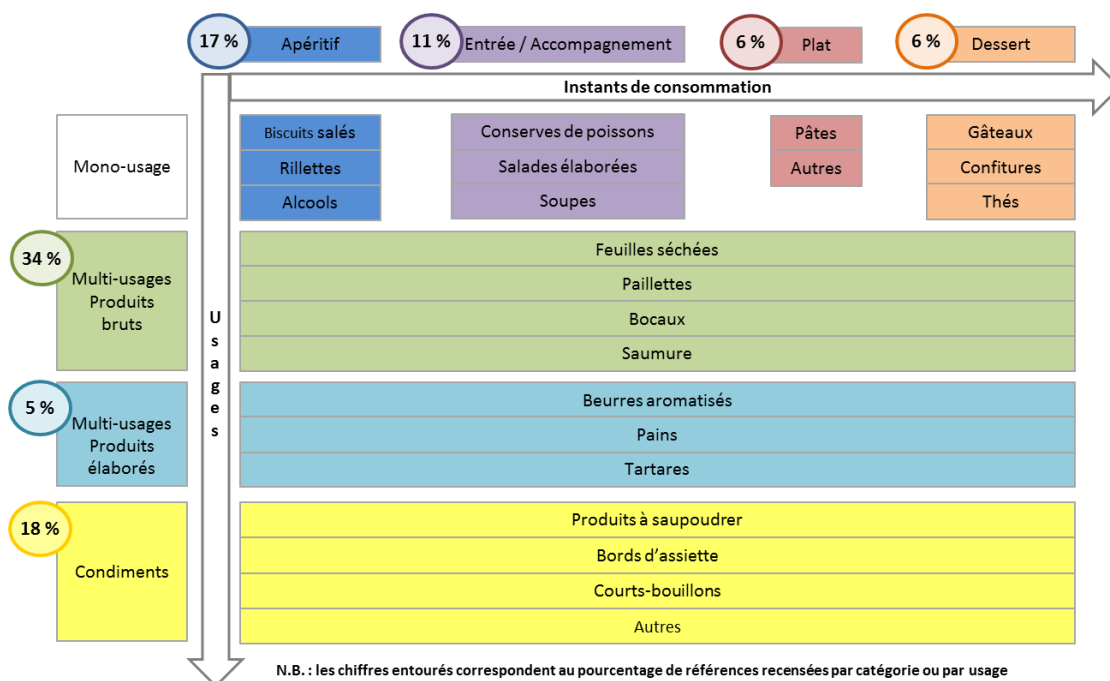 17 %
Apéritif
11 %
Entrée / Accompagnement
6 %
Plat
6 %
Dessert
Instants de consommation
Mono-usage
Biscuits salés
Rillettes
Alcools
Conserves de poissons
Salades élaborées
Soupes
Pâtes
Autres
Gâteaux
Confitures
Thés
Usages
34 %
Multi-usages
Produits
bruts
Feuilles séchées
Paillettes
Bocaux
Saumure
5 %
Multi-usages
Produits
élaborés
Beurres aromatisés
Pains
Tartares
18 %
Condiments
Produits à saupoudrer
Bords d'assiette
Courts-bouillons
Autres
N.B. : les chiffres entourés correspondent au pourcentage de références recensées par catégorie ou par usage